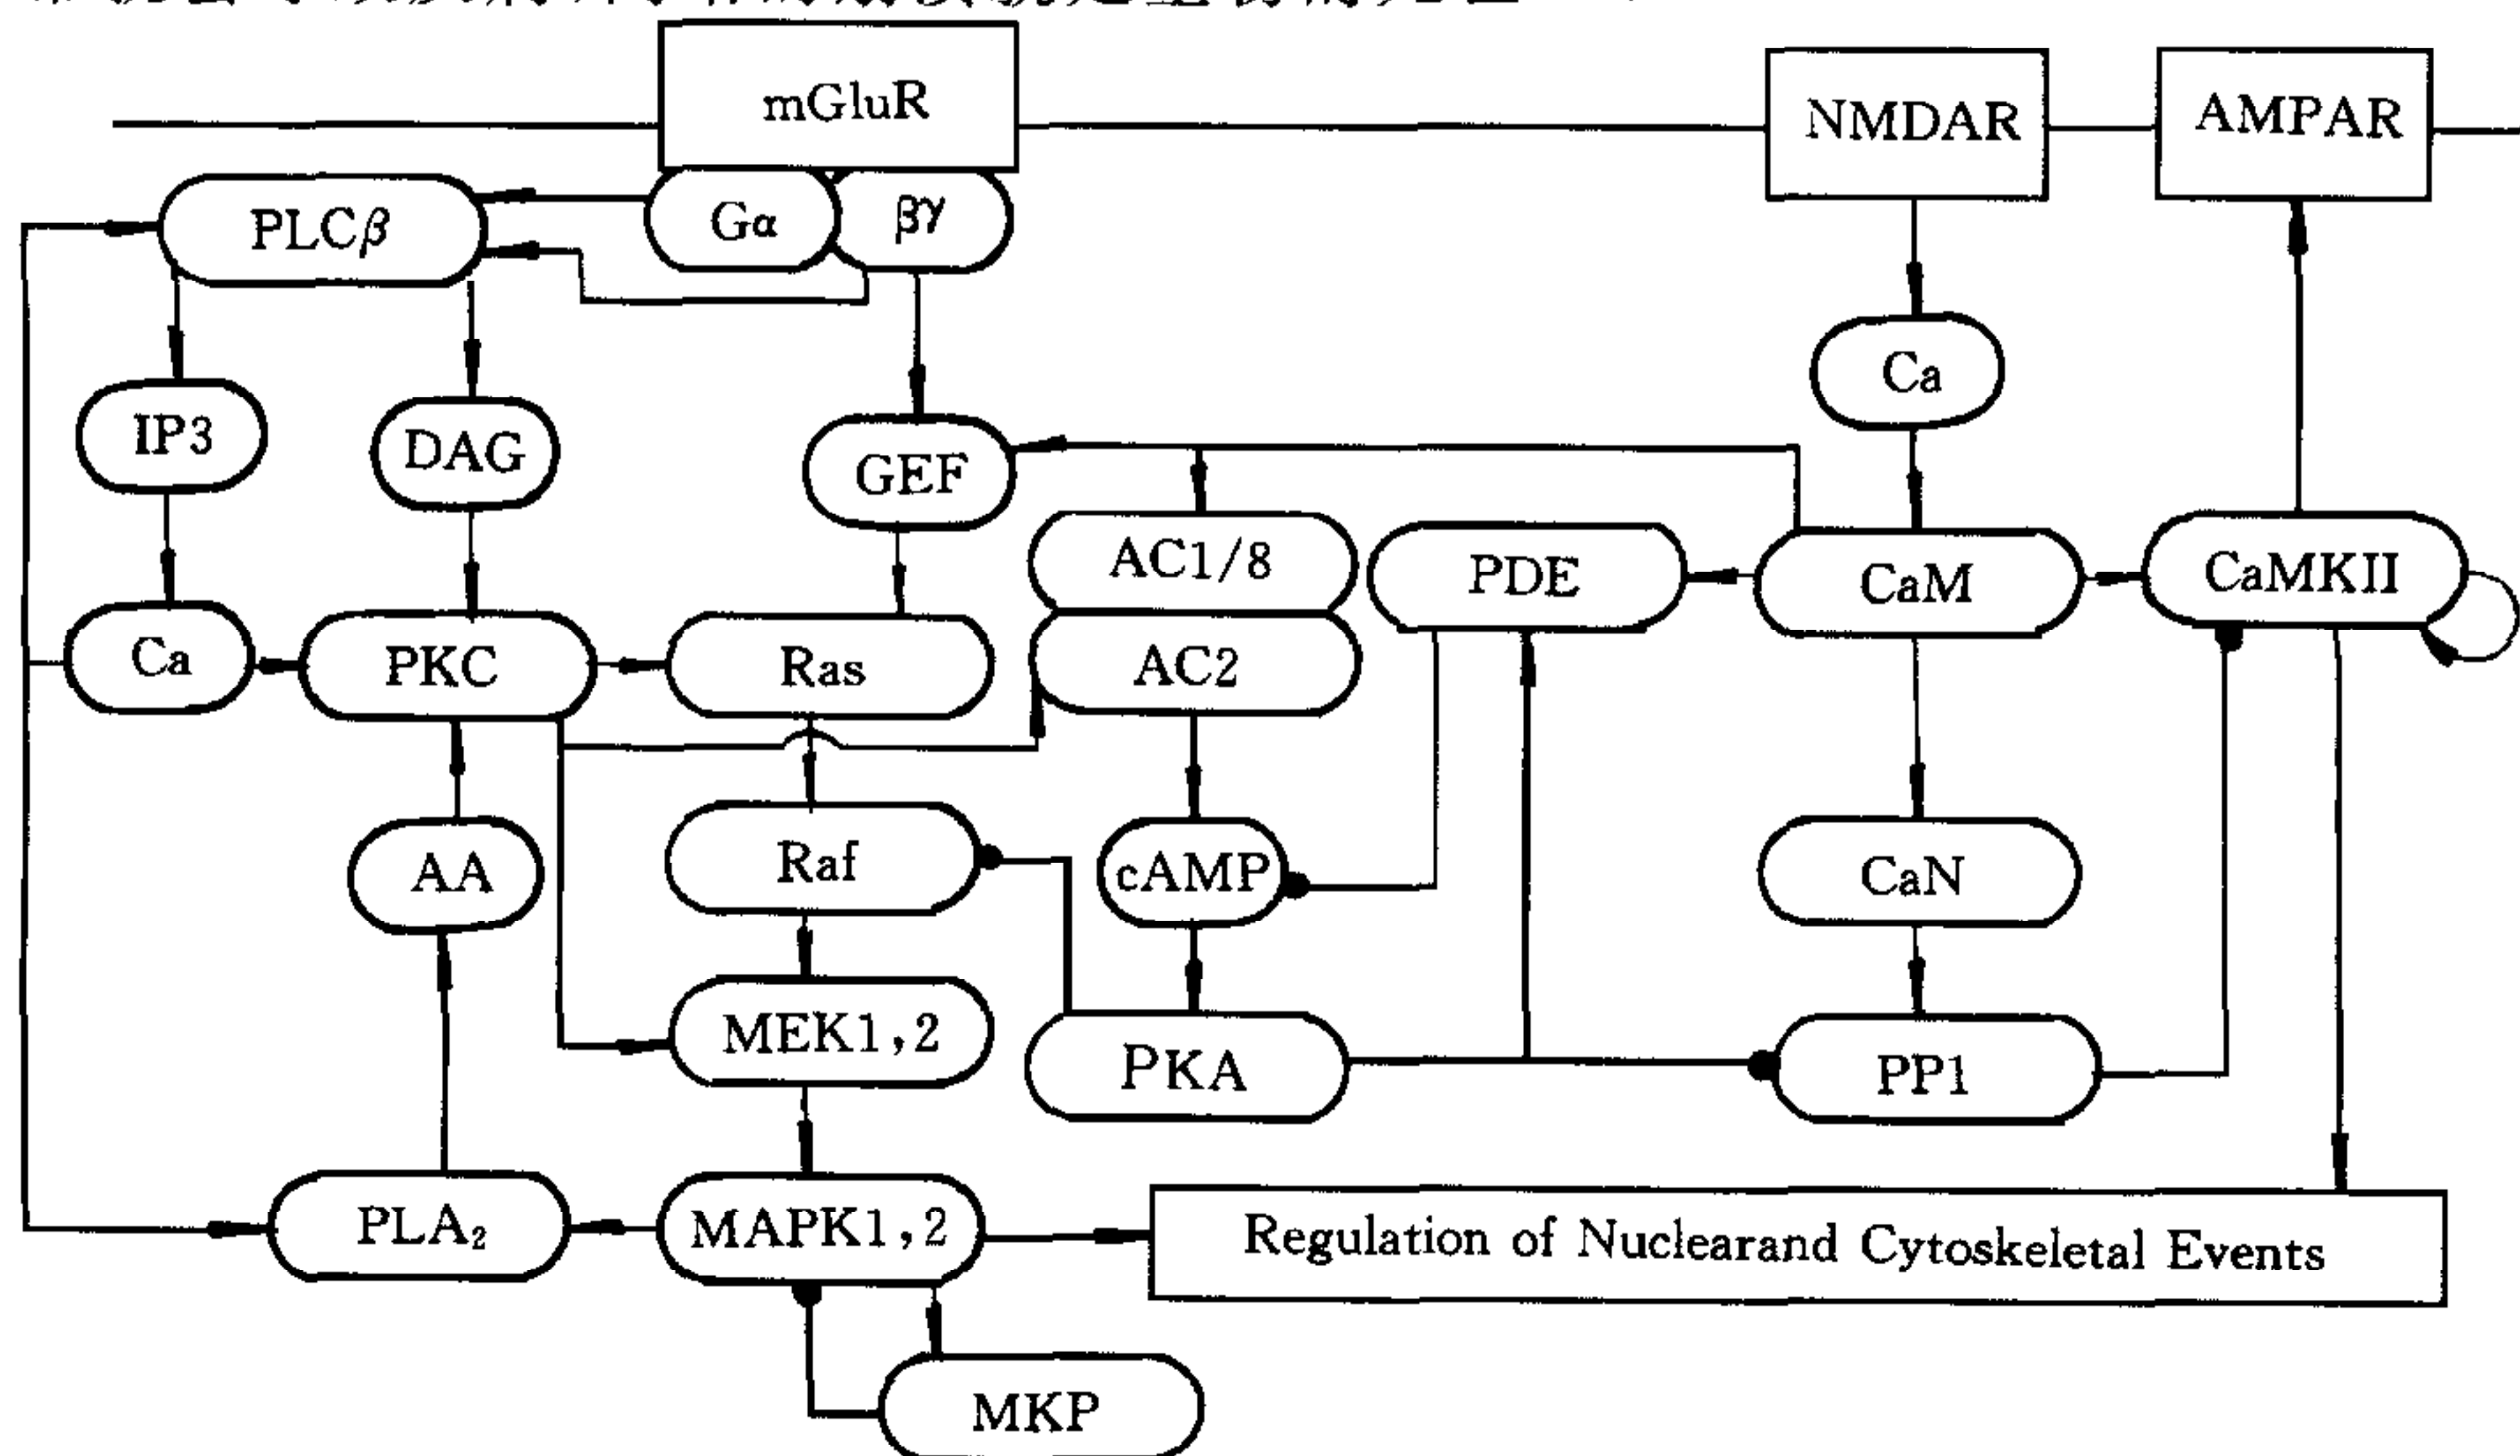 mGluR
NMDAR
AMPAR
PLCβ
Gα
βγ
Ca
IP3
DAG
GEF
AC1/8
PDE
CaM
CaMKII
Ca
PKC
Ras
AC2
AA
Raf
cAMP
CaN
MEK1,2
PKA
PP1
PLA₂
MAPK1,2
Regulation of Nuclearand Cytoskeletal Events
MKP